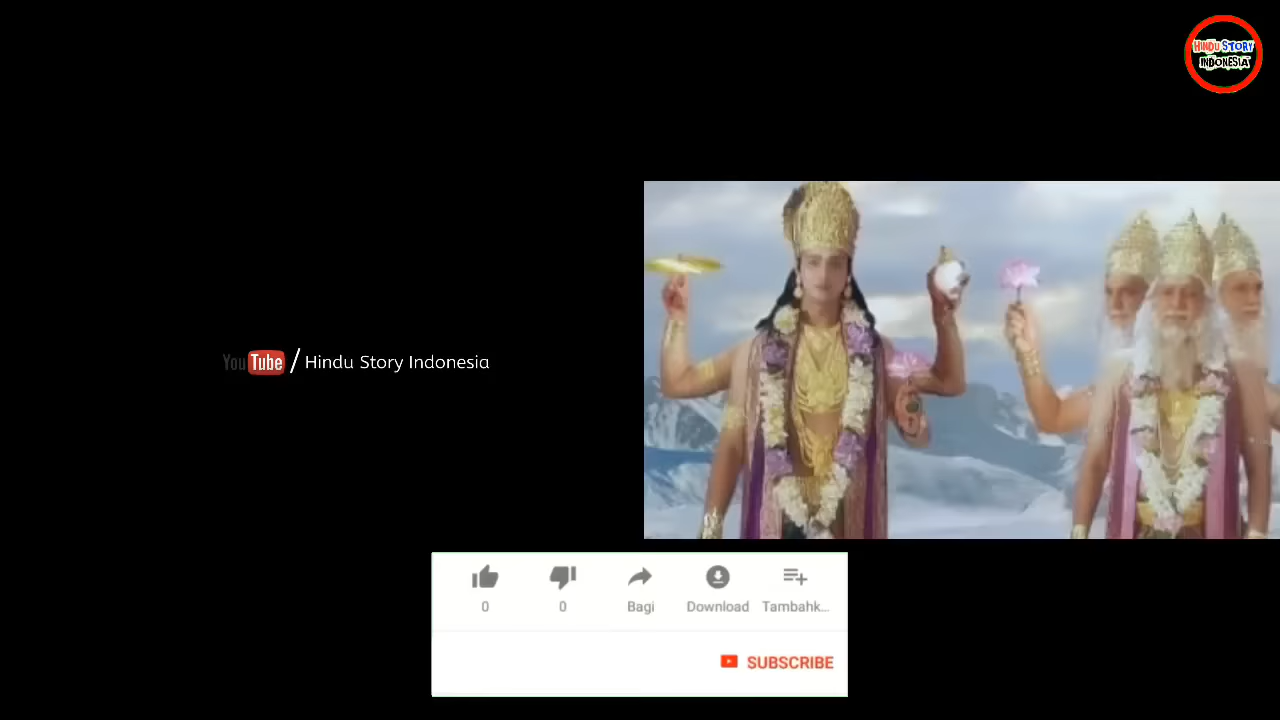 HINDU STORY
INDONESIA
YouTube / Hindu Story Indonesia
0
0
Bagi
Download
Tambahk...
SUBSCRIBE